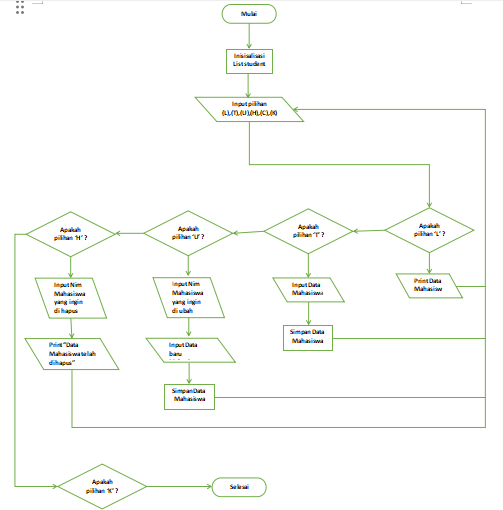 Mulai
Inisialisasi
List student
Input pilihan
(L),(T),(U),(H),(C),(K)
Apakah
pilihan 'H' ?
Apakah
pilihan 'U' ?
Apakah
pilihan 'T' ?
Apakah
pilihan 'L' ?
Input Nim
Mahasiswa
yang ingin
di hapus
Input Nim
Mahasiswa
yang ingin
di ubah
Input Data
Mahasiswa
Print Data
Mahasisw
Simpan Data
Mahasiswa
Print "Data
Mahasiswa telah
dihapus"
Input Data
baru
Simpan Data
Mahasiswa
Apakah
pilihan 'K' ?
Selesai